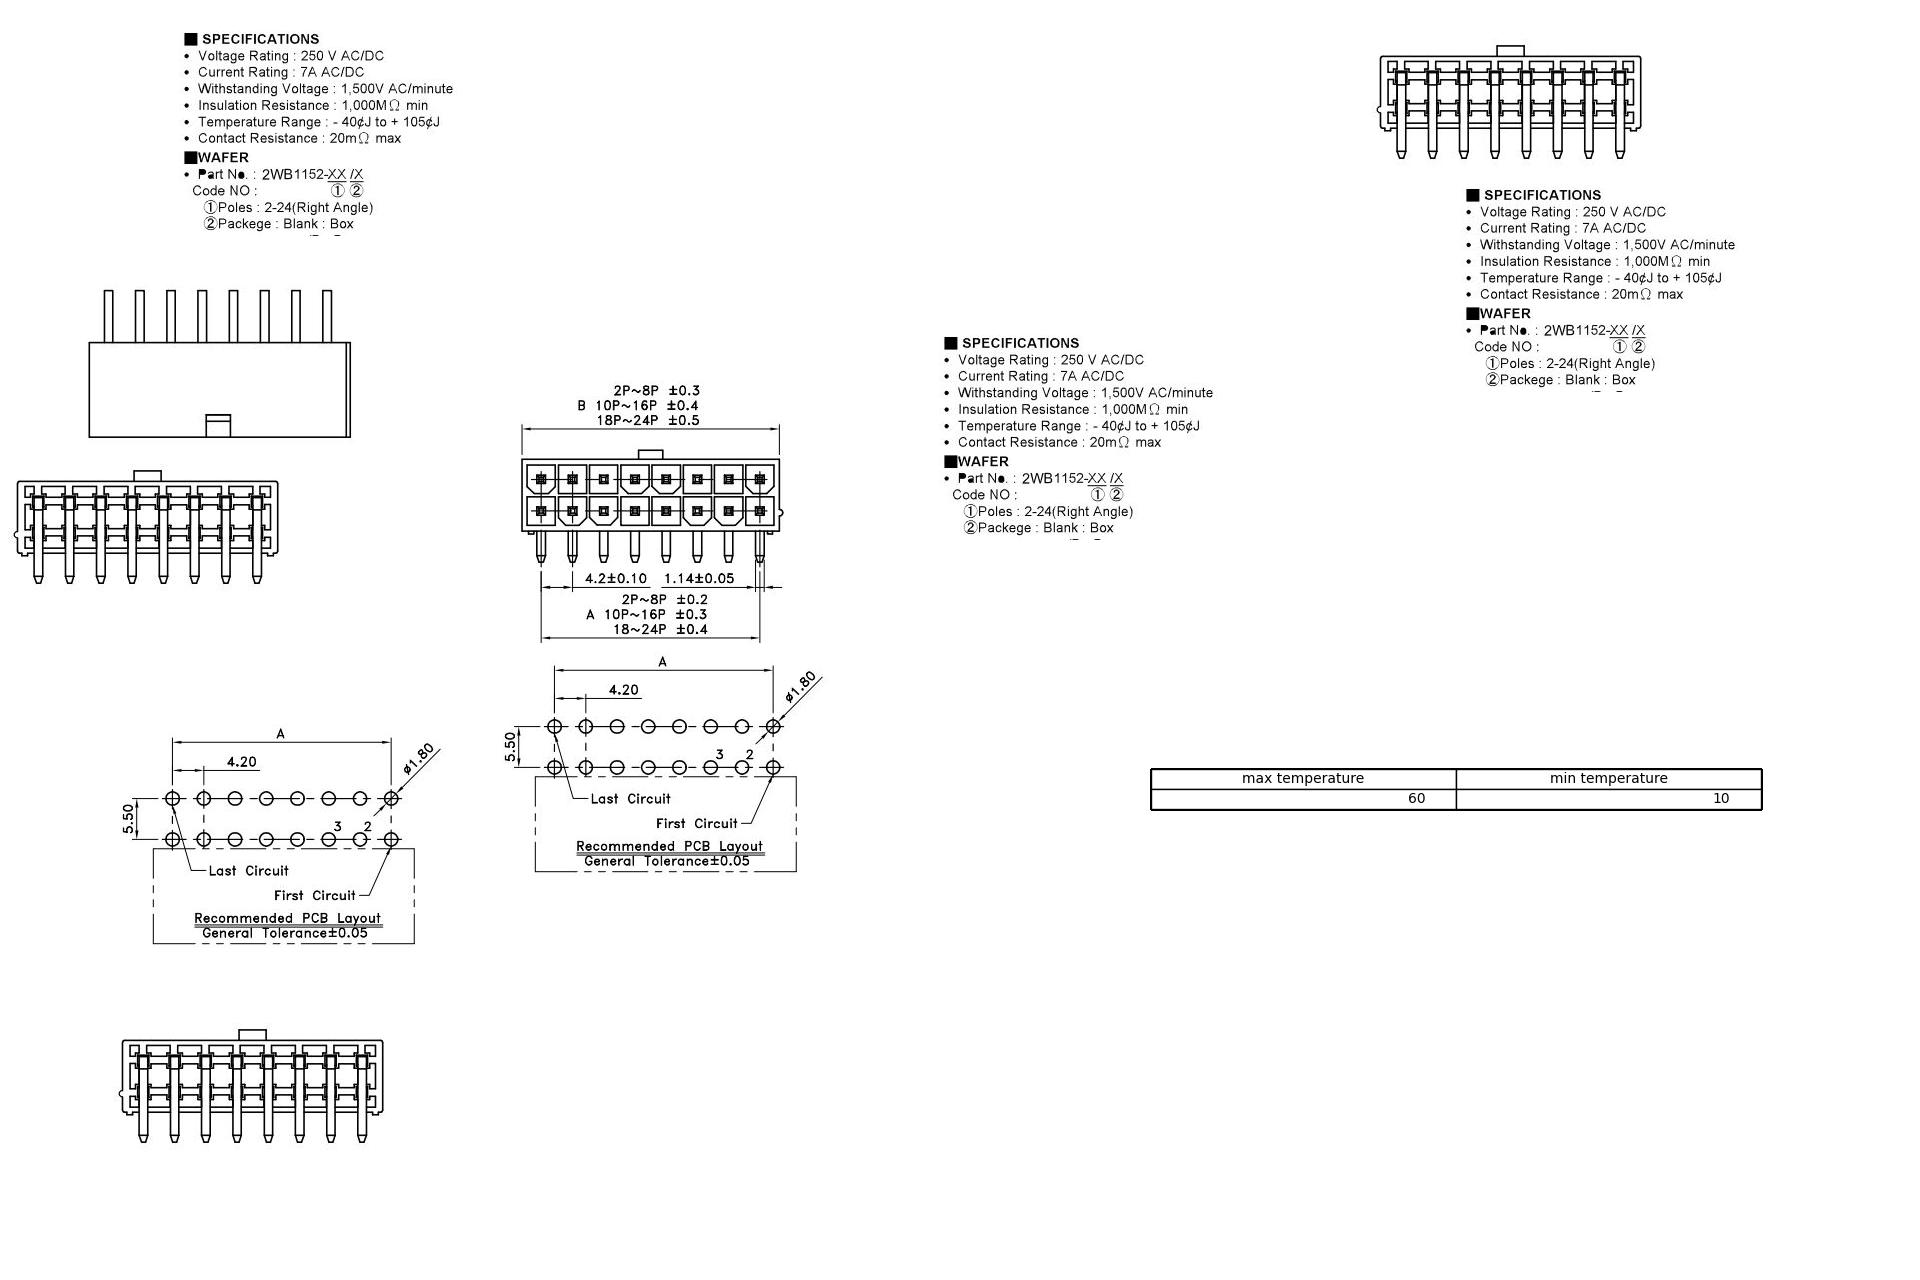 ■ SPECIFICATIONS
• Voltage Rating : 250 V AC/DC
• Current Rating : 7A AC/DC
• Withstanding Voltage : 1,500V AC/minute
• Insulation Resistance : 1,000MΩ min
• Temperature Range : - 40¢J to + 105¢J
• Contact Resistance : 20mΩ max
■WAFER
• Part No. : 2WB1152-XX /X
Code NO : ① ②
①Poles : 2-24(Right Angle)
②Packege : Blank : Box
■ SPECIFICATIONS
• Voltage Rating : 250 V AC/DC
• Current Rating : 7A AC/DC
• Withstanding Voltage : 1,500V AC/minute
• Insulation Resistance : 1,000MΩ min
• Temperature Range : - 40¢J to + 105¢J
• Contact Resistance : 20mΩ max
■WAFER
• Part No. : 2WB1152-XX /X
Code NO : ① ②
①Poles : 2-24(Right Angle)
②Packege : Blank : Box
■ SPECIFICATIONS
• Voltage Rating : 250 V AC/DC
• Current Rating : 7A AC/DC
• Withstanding Voltage : 1,500V AC/minute
• Insulation Resistance : 1,000MΩ min
• Temperature Range : - 40¢J to + 105¢J
• Contact Resistance : 20mΩ max
■WAFER
• Part No. : 2WB1152-XX /X
Code NO : ① ②
①Poles : 2-24(Right Angle)
②Packege : Blank : Box
2P~8P ±0.3
B 10P~16P ±0.4
18P~24P ±0.5
4.2±0.10 1.14±0.05
2P~8P ±0.2
A 10P~16P ±0.3
18~24P ±0.4
A
4.20
ø1.80
5.50
3 2
Last Circuit
First Circuit
Recommended PCB Layout
General Tolerance±0.05
A
4.20
ø1.80
5.50
3 2
Last Circuit
First Circuit
Recommended PCB Layout
General Tolerance±0.05
max temperature min temperature
60 10